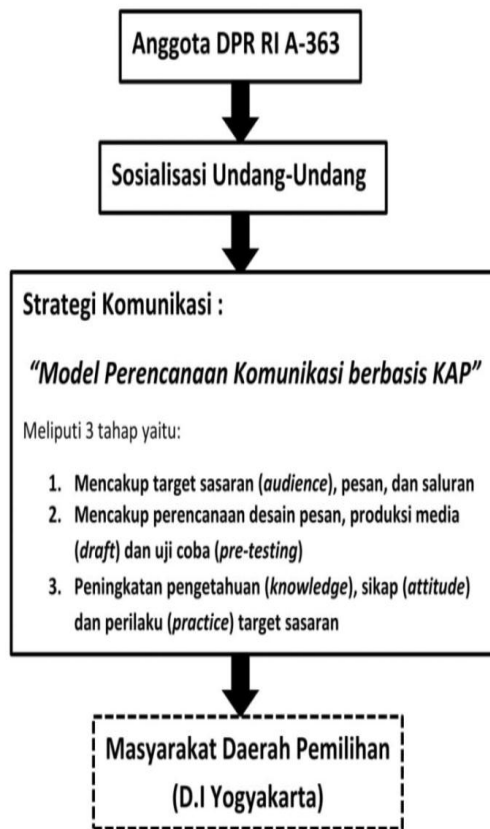 Anggota DPR RI A-363
Sosialisasi Undang-Undang
Strategi Komunikasi :
“Model Perencanaan Komunikasi berbasis KAP”
Meliputi 3 tahap yaitu:
1. Mencakup target sasaran (audience), pesan, dan saluran
2. Mencakup perencanaan desain pesan, produksi media
(draft) dan uji coba (pre-testing)
3. Peningkatan pengetahuan (knowledge), sikap (attitude)
dan perilaku (practice) target sasaran
Masyarakat Daerah Pemilihan
(D.I Yogyakarta)